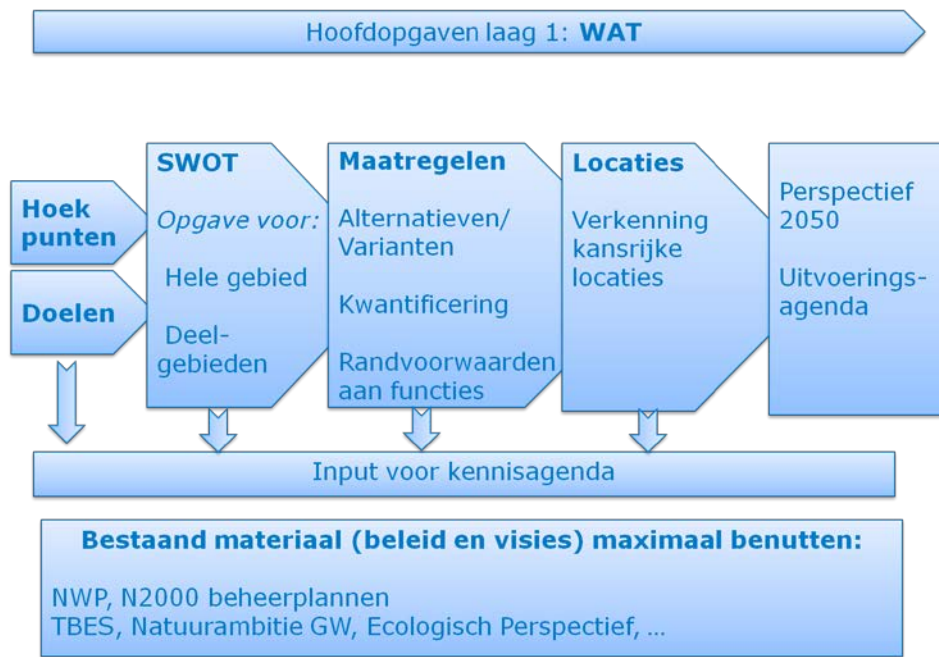 Hoofdopgaven laag 1: WAT
Hoek
punten
Doelen
SWOT
Opgave voor:
Hele gebied
Deel-
gebieden
Maatregelen
Alternatieven/
Varianten
Kwantificering
Randvoorwaarden
aan functies
Locaties
Verkenning
kansrijke
locaties
Perspectief
2050
Uitvoerings-
agenda
Input voor kennisagenda
Bestaand materiaal (beleid en visies) maximaal benutten:
NWP, N2000 beheerplannen
TBES, Natuurambitie GW, Ecologisch Perspectief, ...